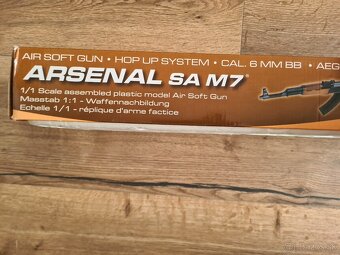 AIR SOFT GUN • HOP UP SYSTEM • CAL. 6 MM BB • AEG
ARSENAL SA M7®
1/1 Scale assembled plastic model Air Soft Gun
Masstab 1:1 - Waffennachbildung
Echelle 1/1 - réplique d'arme factice